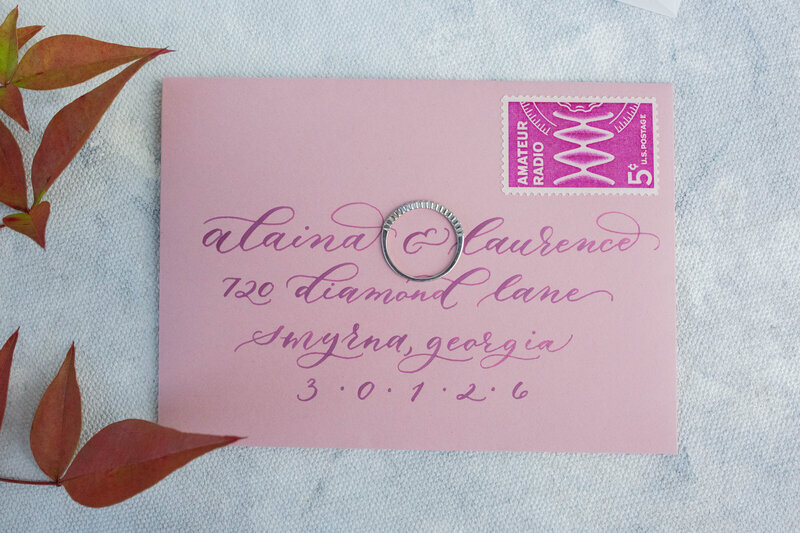 AMATEUR
RADIO
5¢
U.S. POSTAGE
alaina & laurence
720 diamond lane
smyrna, georgia
3·0·1·2·6